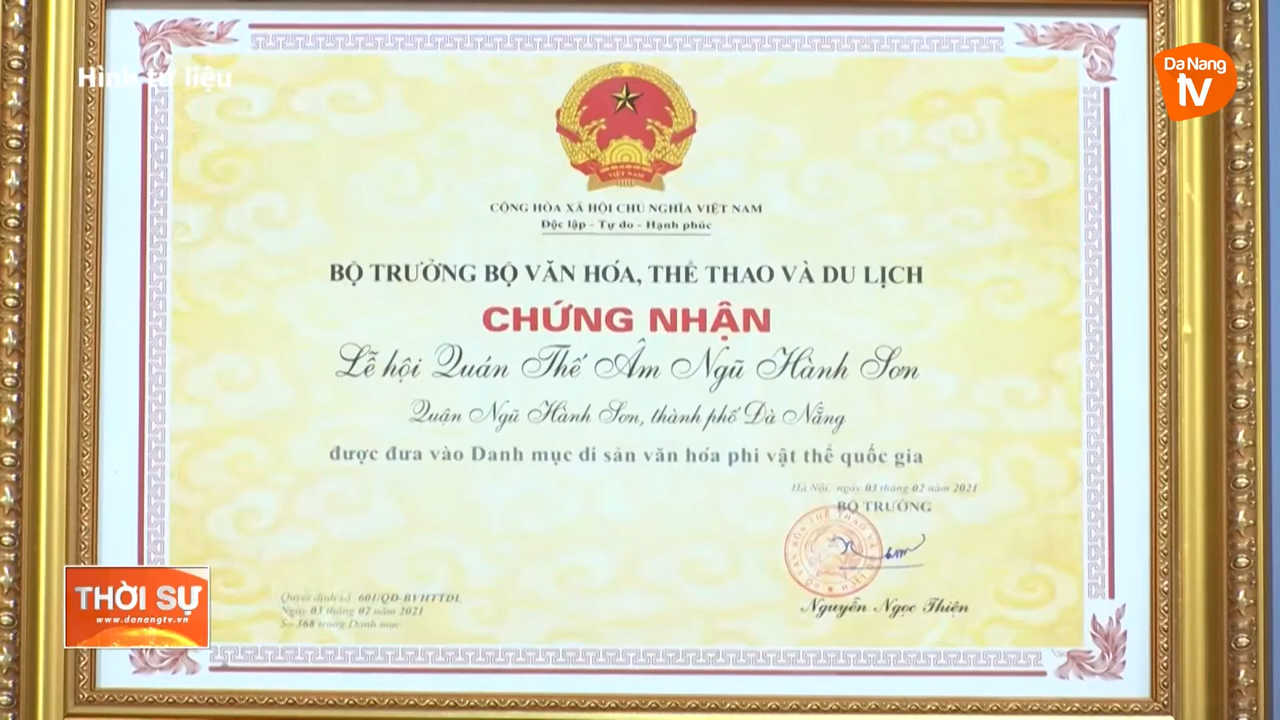 Hình tư liệu
Da Nang
tv
VIỆT NAM
CỘNG HÒA XÃ HỘI CHỦ NGHĨA VIỆT NAM
Độc lập - Tự do - Hạnh phúc
BỘ TRƯỞNG BỘ VĂN HÓA, THỂ THAO VÀ DU LỊCH
CHỨNG NHẬN
Lễ hội Quán Thế Âm Ngũ Hành Sơn
Quận Ngũ Hành Sơn, thành phố Đà Nẵng
được đưa vào Danh mục di sản văn hóa phi vật thể quốc gia
Hà Nội, ngày 03 tháng 02 năm 2021
BỘ TRƯỞNG
Nguyễn Ngọc Thiện
Quyết định số 601/QĐ-BVHTTDL
Ngày 03 tháng 02 năm 2021
Số 368 trong Danh mục
THỜI SỰ
www.danangtv.vn